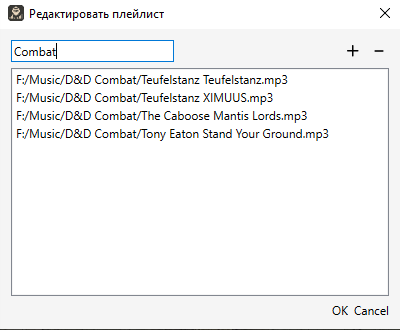 Редактировать плейлист
Combat
F:/Music/D&D Combat/Teufelstanz Teufelstanz.mp3
F:/Music/D&D Combat/Teufelstanz XIMUUS.mp3
F:/Music/D&D Combat/The Caboose Mantis Lords.mp3
F:/Music/D&D Combat/Tony Eaton Stand Your Ground.mp3
OK Cancel